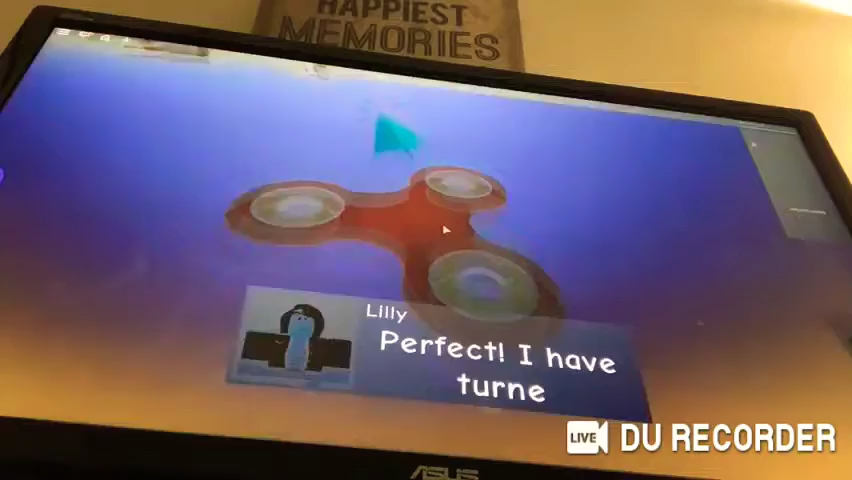 HAPPIEST
MEMORIES
Lilly
Perfect! I have
turne
LIVE DU RECORDER
ASUS